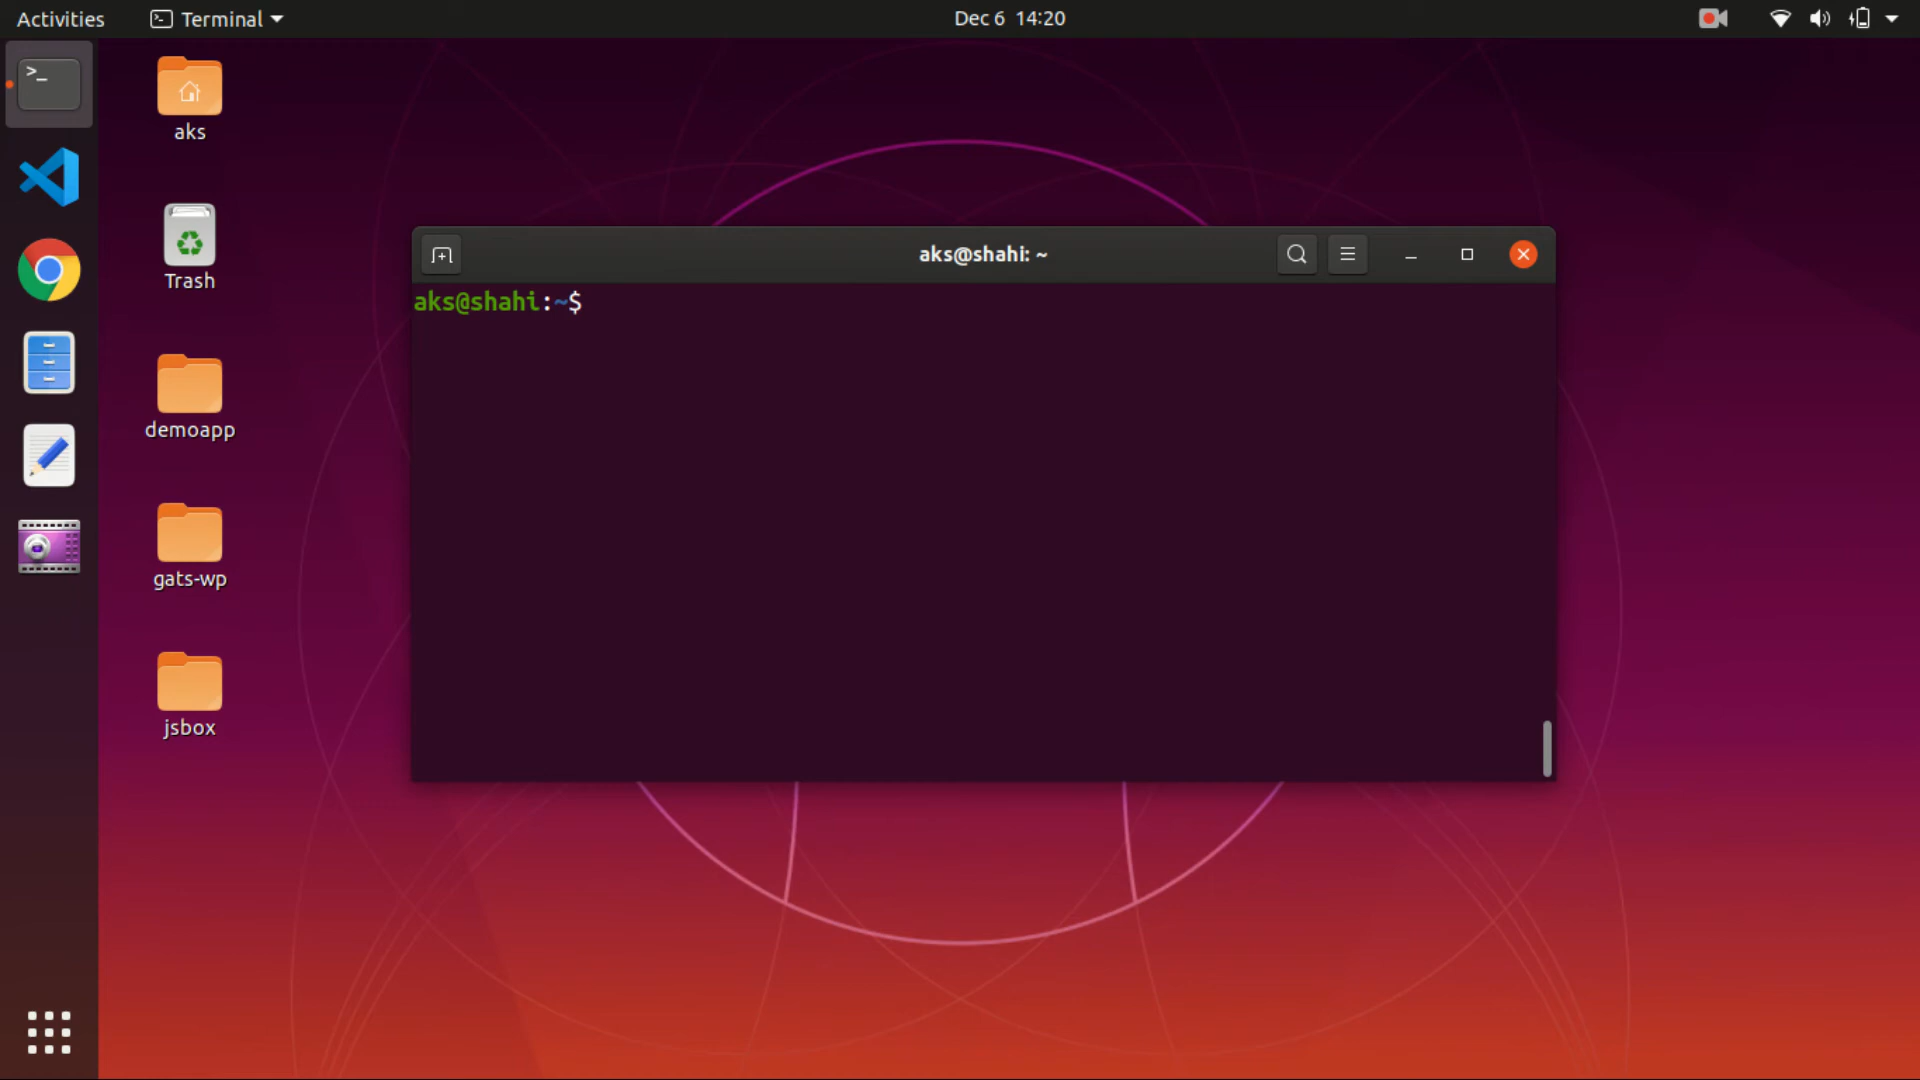 Activities
Terminal
Dec 6 14:20
aks
Trash
demoapp
gats-wp
jsbox
aks@shahi: ~
aks@shahi:~$
>_